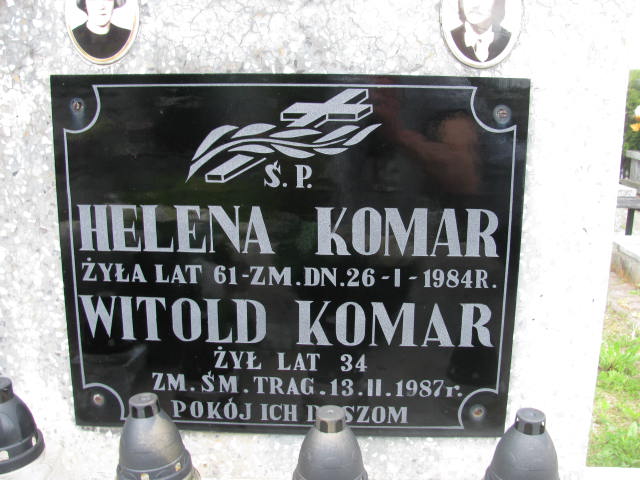 Ś.P.
HELENA KOMAR
ŻYŁA LAT 61-ZM.DN.26-I-1984R.
WITOLD KOMAR
ŻYŁ LAT 34
ZM. ŚM. TRAG. 13.II.1987r.
POKÓJ ICH DUSZOM